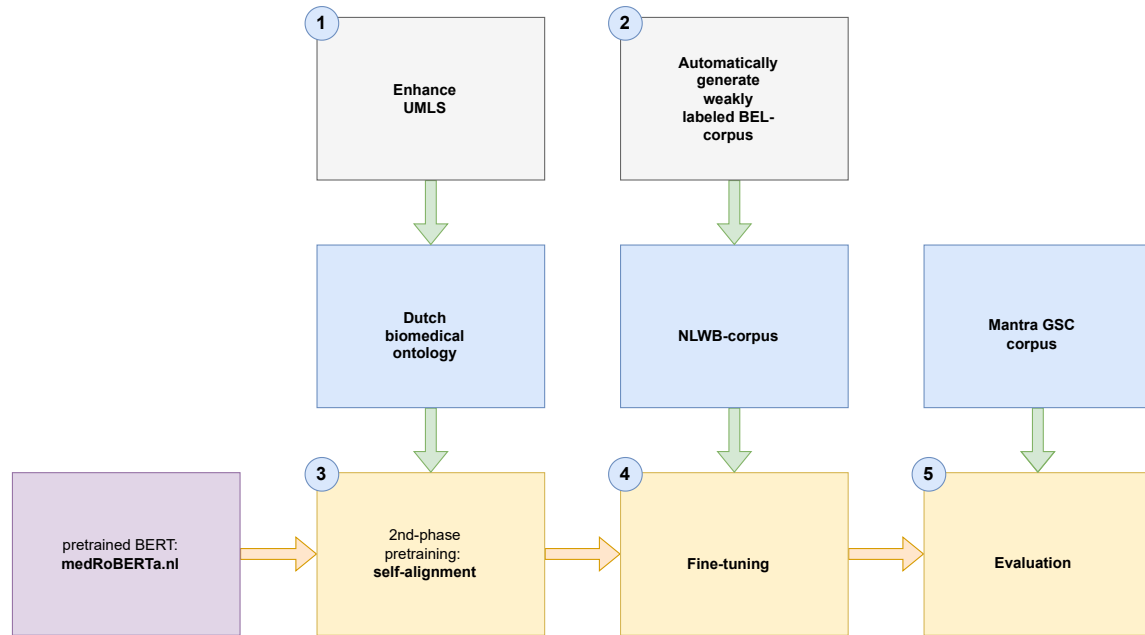 1
Enhance
UMLS
2
Automatically
generate
weakly
labeled BEL-
corpus
Dutch
biomedical
ontology
NLWB-corpus
Mantra GSC
corpus
pretrained BERT:
medRoBERTa.nl
3
2nd-phase
pretraining:
self-alignment
4
Fine-tuning
5
Evaluation